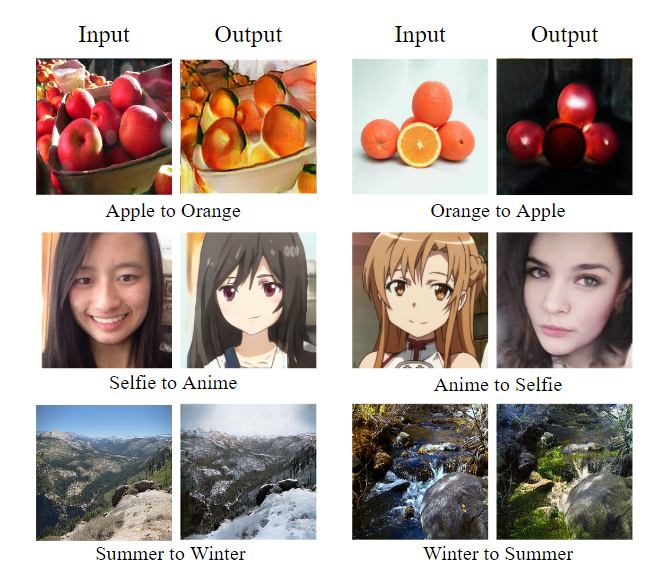 Input Output Input Output
Apple to Orange Orange to Apple
Selfie to Anime Anime to Selfie
Summer to Winter Winter to Summer